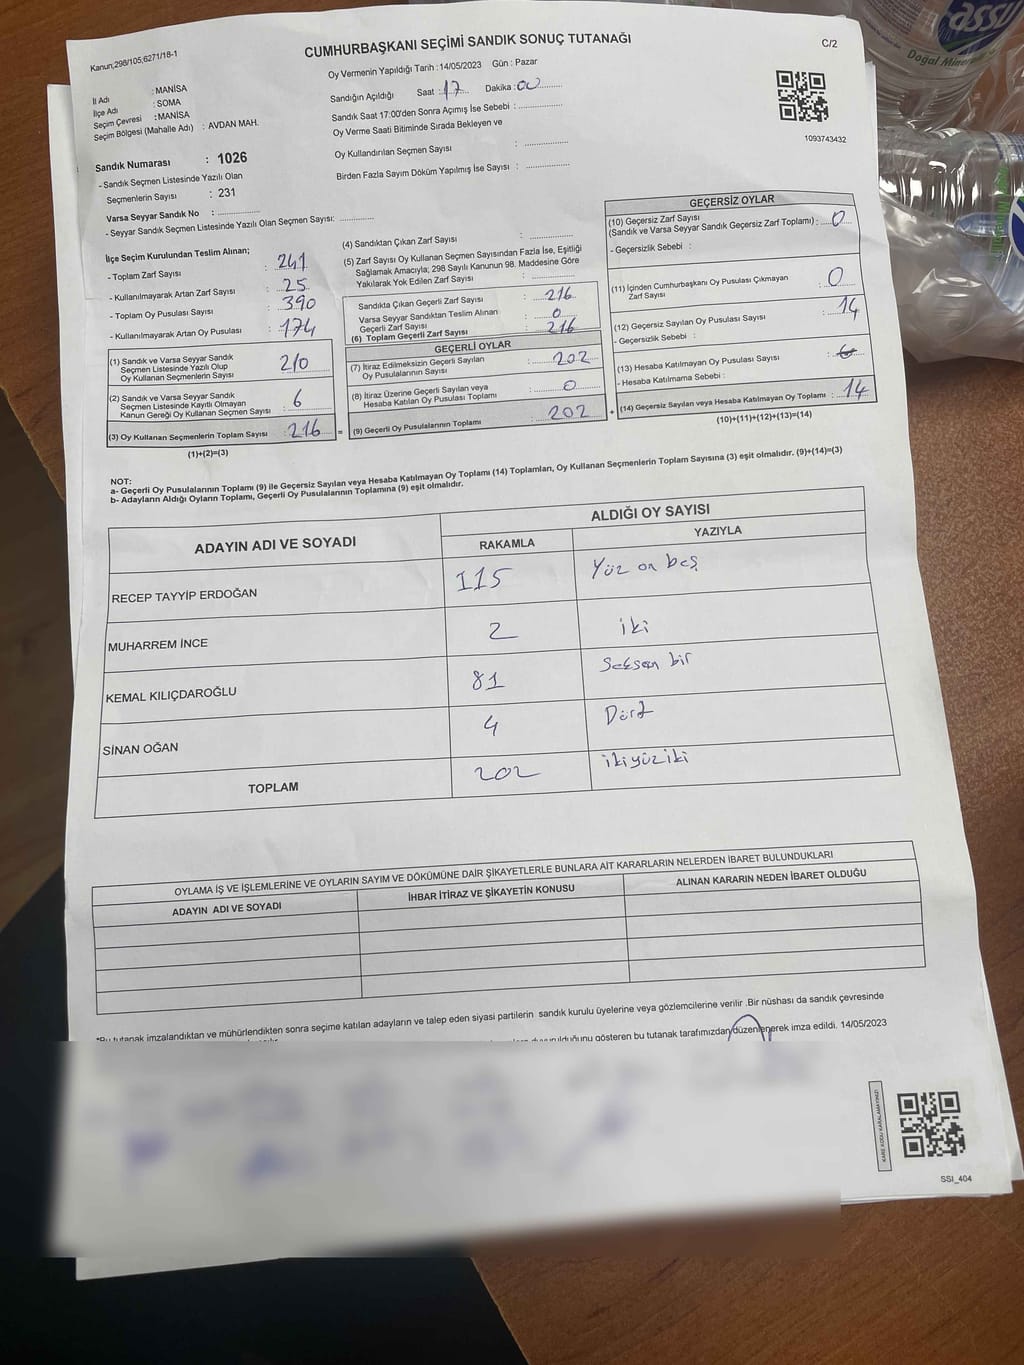 Kanun,298/105,6271/18-1
CUMHURBAŞKANI SEÇİMİ SANDIK SONUÇ TUTANAĞI
C/2
Oy Vermenin Yapıldığı Tarih :14/05/2023 Gün : Pazar
İl Adı : MANİSA
İlçe Adı : SOMA
Seçim Çevresi : MANİSA
Seçim Bölgesi (Mahalle Adı) : AVDAN MAH.
Sandık Numarası : 1026
- Sandık Seçmen Listesinde Yazılı Olan
Seçmenlerin Sayısı : 231
Varsa Seyyar Sandık No :
- Seyyar Sandık Seçmen Listesinde Yazılı Olan Seçmen Sayısı:
Sandığın Açıldığı Saat : 17 Dakika : 00
Sandık Saat 17:00'den Sonra Açımış İse Sebebi :
Oy Verme Saati Bitiminde Sırada Bekleyen ve
Oy Kullandırılan Seçmen Sayısı :
Birden Fazla Sayım Döküm Yapılmış İse Sayısı :
1093743432
İlçe Seçim Kurulundan Teslim Alınan;
- Toplam Zarf Sayısı : 241
- Kullanılmayarak Artan Zarf Sayısı : 25
- Toplam Oy Pusulası Sayısı : 390
- Kullanılmayarak Artan Oy Pusulası : 174
(1) Sandık ve Varsa Seyyar Sandık
Seçmen Listesinde Yazılı Olup
Oy Kullanan Seçmenlerin Sayısı : 210
(2) Sandık ve Varsa Seyyar Sandık
Seçmen Listesinde Kayıtlı Olmayan
Kanun Gereği Oy Kullanan Seçmen Sayısı : 6
(3) Oy Kullanan Seçmenlerin Toplam Sayısı : 216
(1)+(2)=(3)
(4) Sandıktan Çıkan Zarf Sayısı :
(5) Zarf Sayısı Oy Kullanan Seçmen Sayısından Fazla İse, Eşitliği
Sağlamak Amacıyla; 298 Sayılı Kanunun 98. Maddesine Göre
Yakılarak Yok Edilen Zarf Sayısı :
Sandıkta Çıkan Geçerli Zarf Sayısı : 216
Varsa Seyyar Sandıktan Teslim Alınan
Geçerli Zarf Sayısı : 0
(6) Toplam Geçerli Zarf Sayısı : 216
GEÇERLİ OYLAR
(7) İtiraz Edilmeksizin Geçerli Sayılan
Oy Pusulalarının Sayısı : 202
(8) İtiraz Üzerine Geçerli Sayılan veya
Hesaba Katılan Oy Pusulası Toplamı : 0
= (9) Geçerli Oy Pusulalarının Toplamı : 202
GEÇERSİZ OYLAR
(10) Geçersiz Zarf Sayısı
(Sandık ve Varsa Seyyar Sandık Geçersiz Zarf Toplamı) : 0
- Geçersizlik Sebebi :
(11) İçinden Cumhurbaşkanı Oy Pusulası Çıkmayan
Zarf Sayısı : 0
(12) Geçersiz Sayılan Oy Pusulası Sayısı : 14
- Geçersizlik Sebebi :
(13) Hesaba Katılmayan Oy Pusulası Sayısı :
- Hesaba Katılmama Sebebi :
+ (14) Geçersiz Sayılan veya Hesaba Katılmayan Oy Toplamı : 14
(10)+(11)+(12)+(13)=(14)
NOT:
a- Geçerli Oy Pusulalarının Toplamı (9) ile Geçersiz Sayılan veya Hesaba Katılmayan Oy Toplamı (14) Toplamları, Oy Kullanan Seçmenlerin Toplam Sayısına (3) eşit olmalıdır. (9)+(14)=(3)
b- Adayların Aldığı Oyların Toplamı, Geçerli Oy Pusulalarının Toplamına (9) eşit olmalıdır.
ADAYIN ADI VE SOYADI
ALDIĞI OY SAYISI
RAKAMLA YAZIYLA
RECEP TAYYİP ERDOĞAN 115 Yüz on beş
MUHARREM İNCE 2 iki
KEMAL KILIÇDAROĞLU 81 Seksen bir
SİNAN OĞAN 4 Dört
TOPLAM 202 ikiyüziki
OYLAMA İŞ VE İŞLEMLERİNE VE OYLARIN SAYIM VE DÖKÜMÜNE DAİR ŞİKAYETLERLE BUNLARA AİT KARARLARIN NELERDEN İBARET BULUNDUKLARI
ADAYIN ADI VE SOYADI İHBAR İTİRAZ VE ŞİKAYETİN KONUSU ALINAN KARARIN NEDEN İBARET OLDUĞU
*Bu tutanak imzalandıktan ve mühürlendikten sonra seçime katılan adayların ve talep eden siyasi partilerin sandık kurulu üyelerine veya gözlemcilerine verilir .Bir nüshası da sandık çevresinde
duyurulduğunu gösteren bu tutanak tarafımızdan düzenlenerek imza edildi. 14/05/2023
KARE KODU KARALAMAYINIZ!
SSI_404
assu
Doğal Mineral